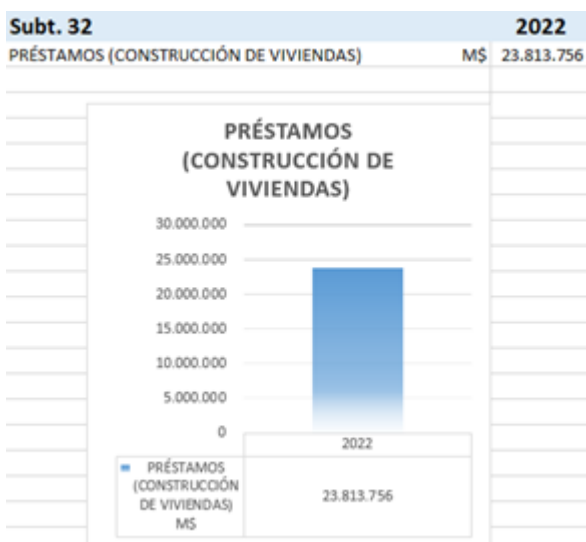 Subt. 32 2022
PRÉSTAMOS (CONSTRUCCIÓN DE VIVIENDAS) M$ 23.813.756
PRÉSTAMOS
(CONSTRUCCIÓN DE
VIVIENDAS)
30.000.000
25.000.000
20.000.000
15.000.000
10.000.000
5.000.000
0
2022
PRÉSTAMOS
(CONSTRUCCIÓN
DE VIVIENDAS)
M$
23.813.756